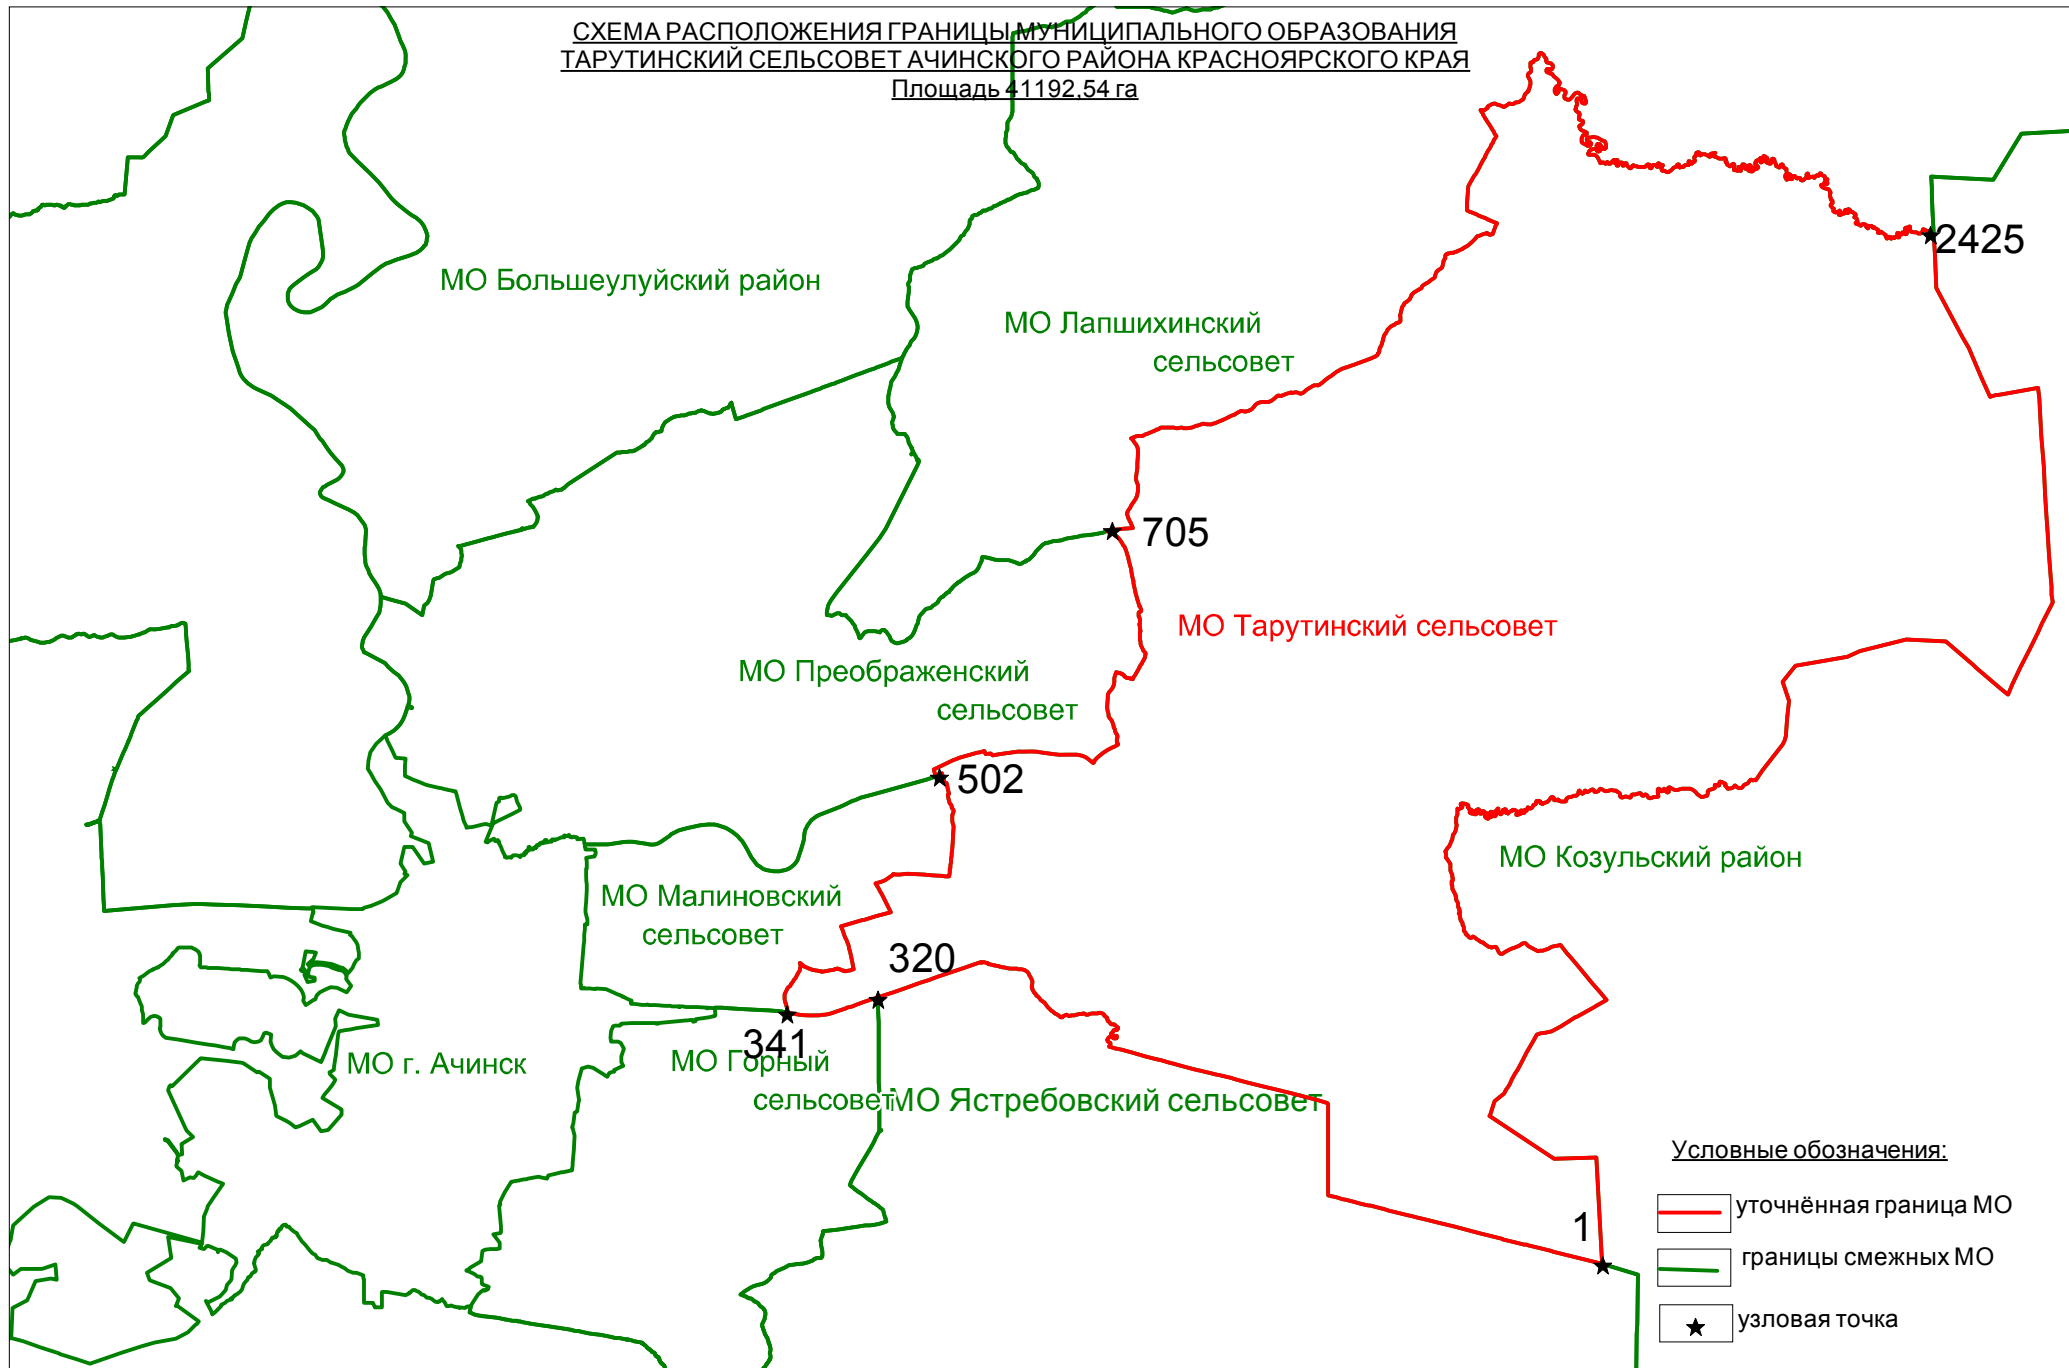 СХЕМА РАСПОЛОЖЕНИЯ ГРАНИЦЫ МУНИЦИПАЛЬНОГО ОБРАЗОВАНИЯ
ТАРУТИНСКИЙ СЕЛЬСОВЕТ АЧИНСКОГО РАЙОНА КРАСНОЯРСКОГО КРАЯ
Площадь 41192,54 га
2425
МО Большеулуйский район
МО Лапшихинский
сельсовет
705
МО Тарутинский сельсовет
МО Преображенский
сельсовет
502
МО Козульский район
МО Малиновский
сельсовет
320
341
МО г. Ачинск
МО Горный
сельсовет
МО Ястребовский сельсовет
1
Условные обозначения:
уточнённая граница МО
границы смежных МО
узловая точка